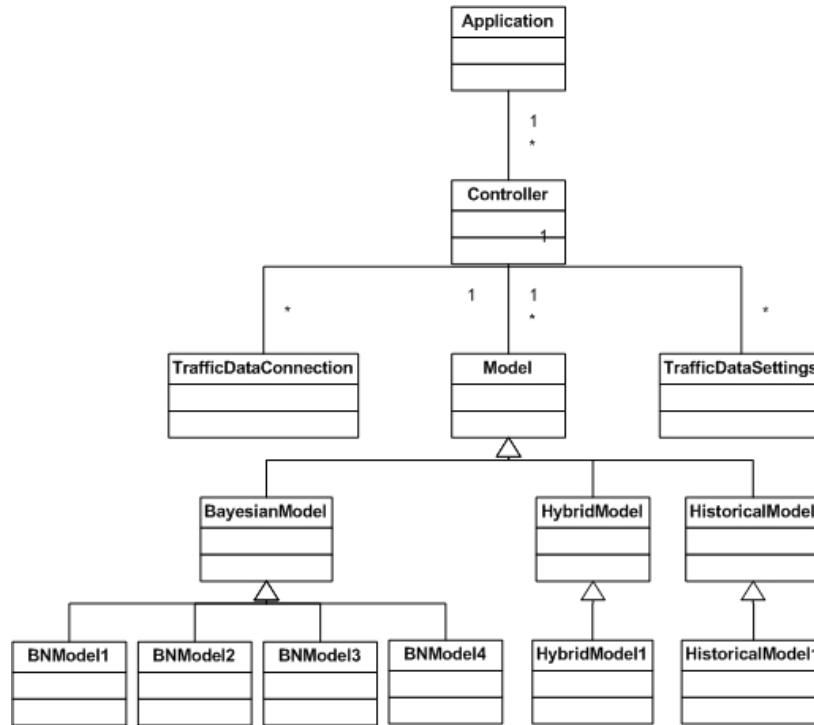 Application
1
*
Controller
1
1
1
*
*
*
TrafficDataConnection
Model
TrafficDataSettings
BayesianModel
HybridModel
HistoricalModel
BNModel1
BNModel2
BNModel3
BNModel4
HybridModel1
HistoricalModel1